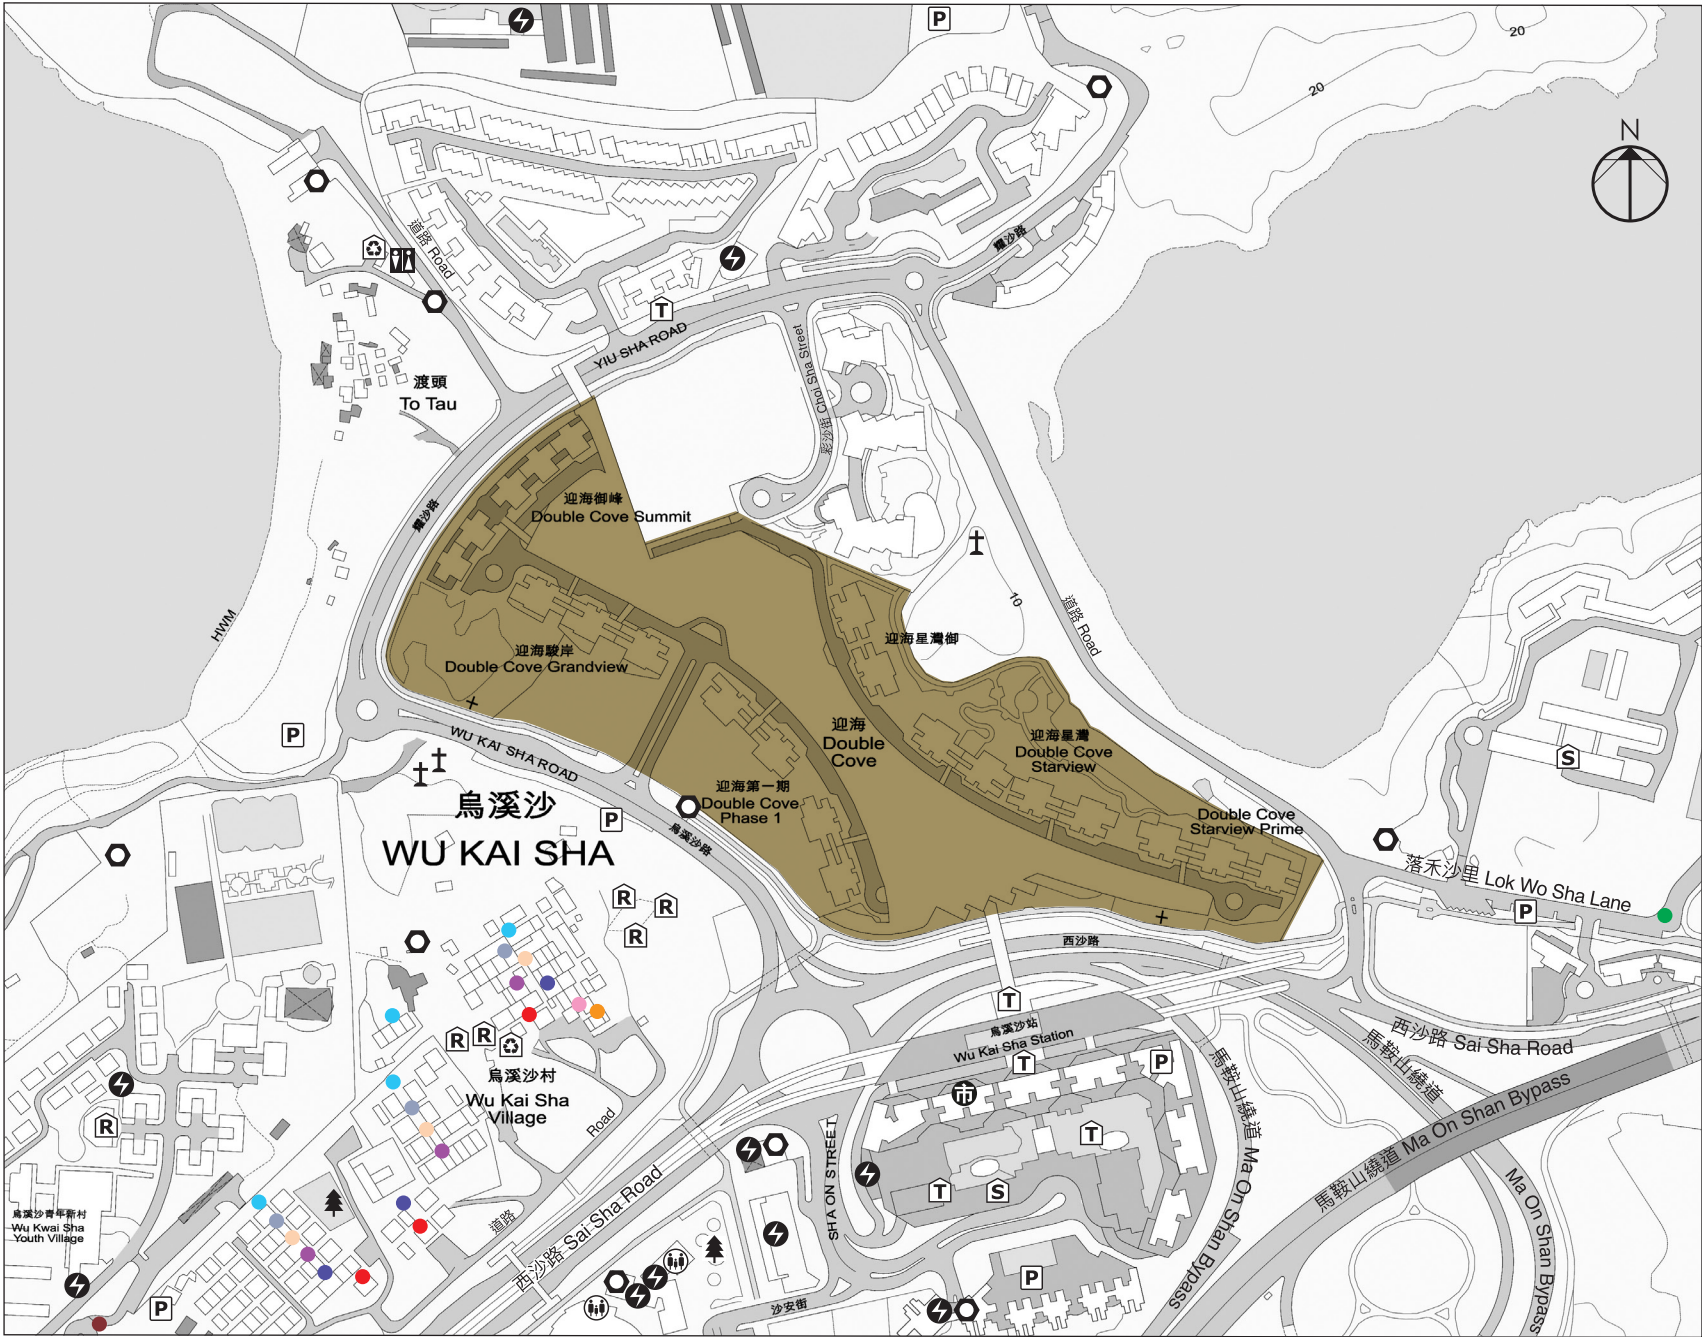 P
20
20
N
道路 Road
耀沙路
T
YIU SHA ROAD
彩沙街 Choi Sha Street
渡頭
To Tau
耀沙路
迎海御峰
Double Cove Summit
10
道路 Road
HWM
迎海星灣御
迎海駿岸
Double Cove Grandview
P
WU KAI SHA ROAD
迎海
Double
Cove
迎海星灣
Double Cove
Starview
S
迎海第一期
Double Cove
Phase 1
烏溪沙
WU KAI SHA
P
烏溪沙路
Double Cove
Starview Prime
落禾沙里 Lok Wo Sha Lane
P
R
R
R
西沙路
T
烏溪沙站
Wu Kai Sha Station
西沙路 Sai Sha Road
R
R
T
P
烏溪沙村
Wu Kai Sha
Village
Road
馬鞍山繞道
馬鞍山繞道 Ma On Shan Bypass
馬鞍山繞道 Ma On Shan Bypass
Ma On Shan Bypass
R
市
T
SHA ON STREET
T
S
烏溪沙青年新村
Wu Kwai Sha
Youth Village
道路
西沙路 Sai Sha Road
P
P
沙安街